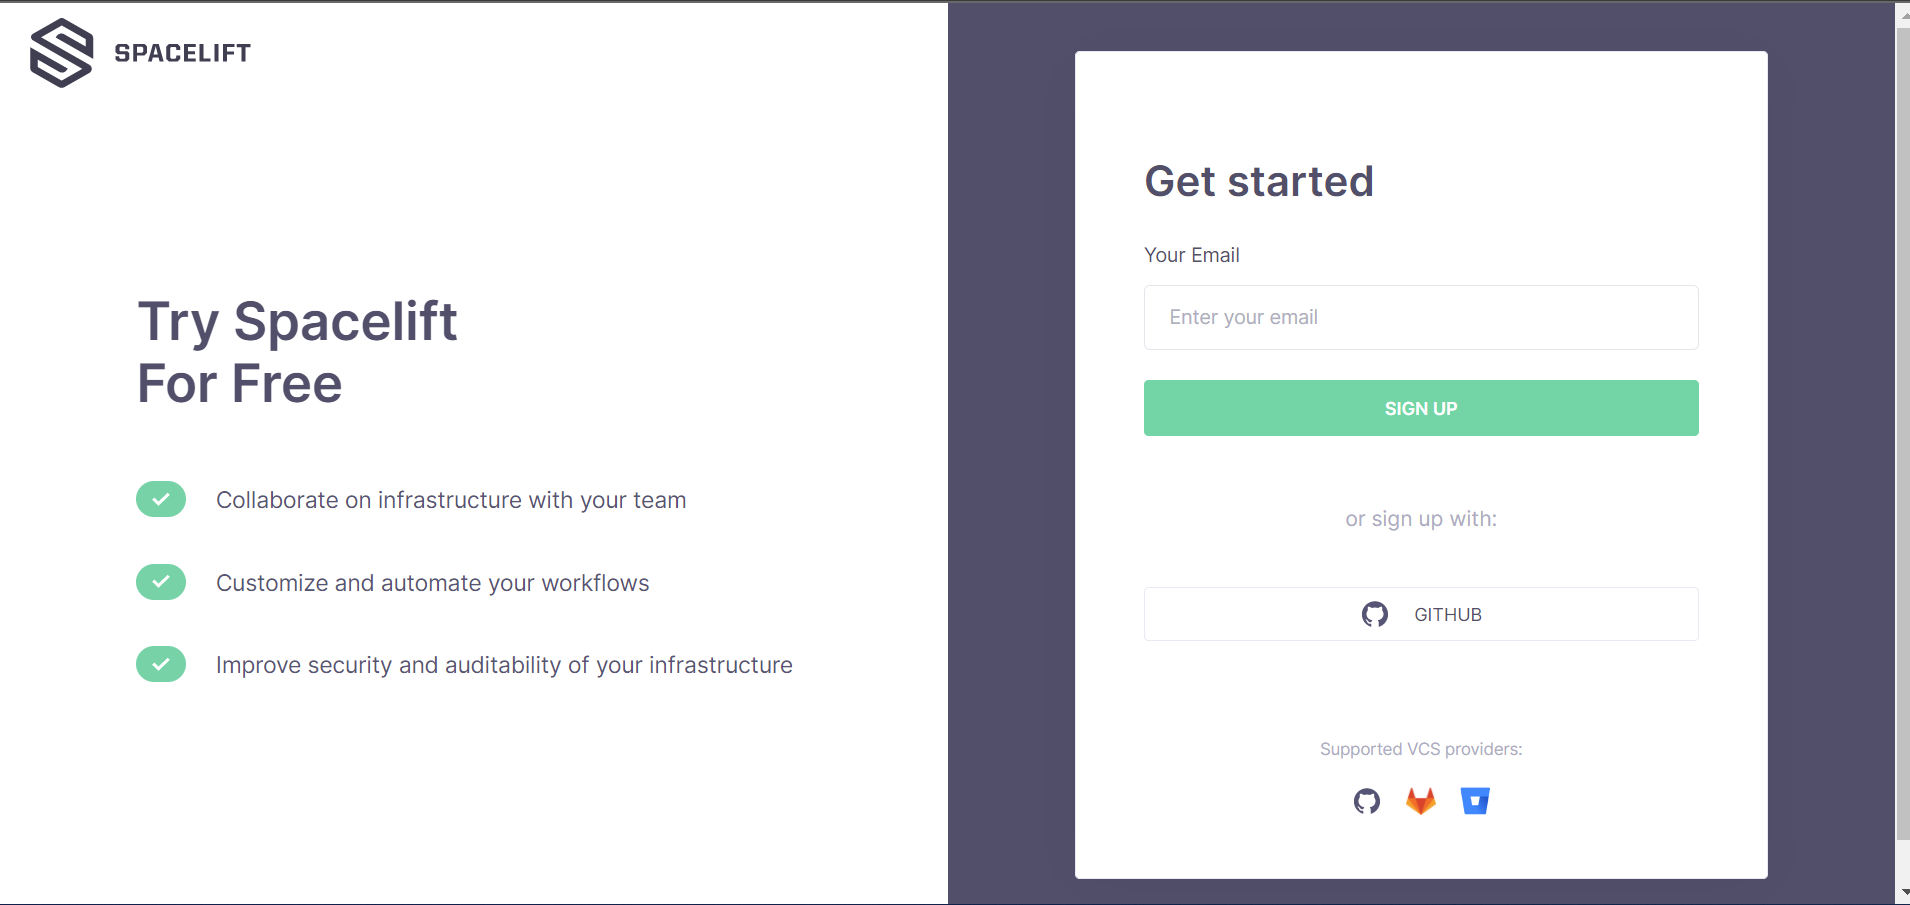 SPACELIFT
Try Spacelift
For Free
Collaborate on infrastructure with your team
Customize and automate your workflows
Improve security and auditability of your infrastructure
Get started
Your Email
Enter your email
SIGN UP
or sign up with:
GITHUB
Supported VCS providers: